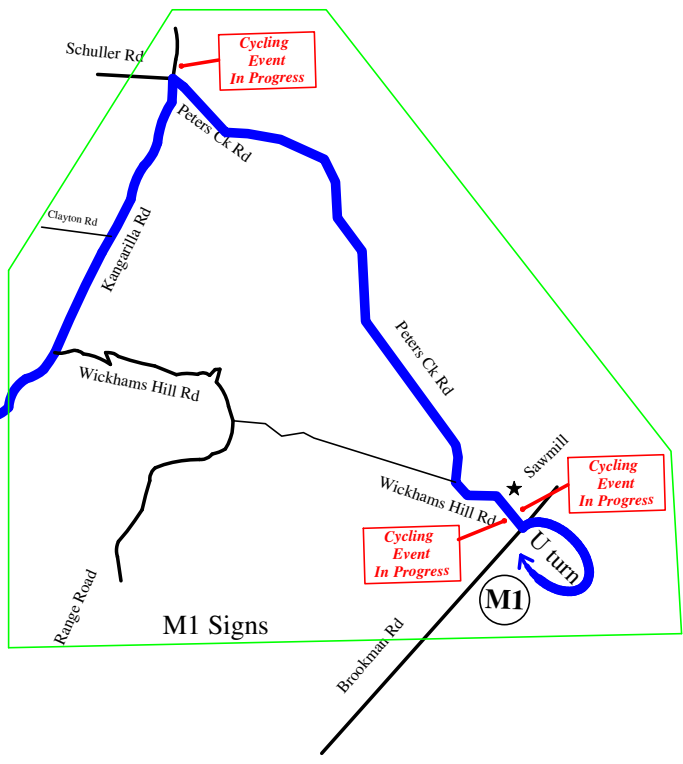 Schuller Rd
Cycling
Event
In Progress
Peters Ck Rd
Clayton Rd
Kangarilla Rd
Peters Ck Rd
Wickhams Hill Rd
Sawmill
Cycling
Event
In Progress
Wickhams Hill Rd
Cycling
Event
In Progress
U turn
M1
Range Road
M1 Signs
Brookman Rd